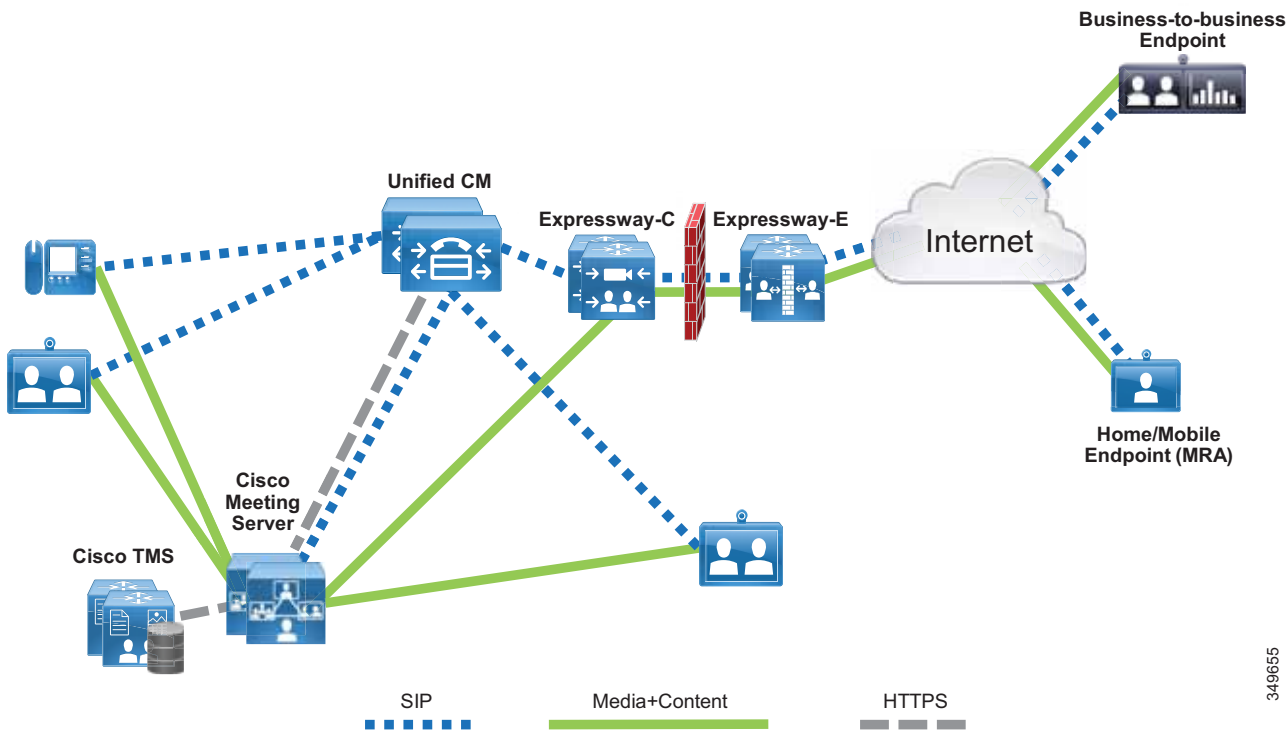 Business-to-business
Endpoint
Unified CM
Expressway-C
Expressway-E
Internet
Home/Mobile
Endpoint (MRA)
Cisco
Meeting
Server
Cisco TMS
349655
SIP
Media+Content
HTTPS